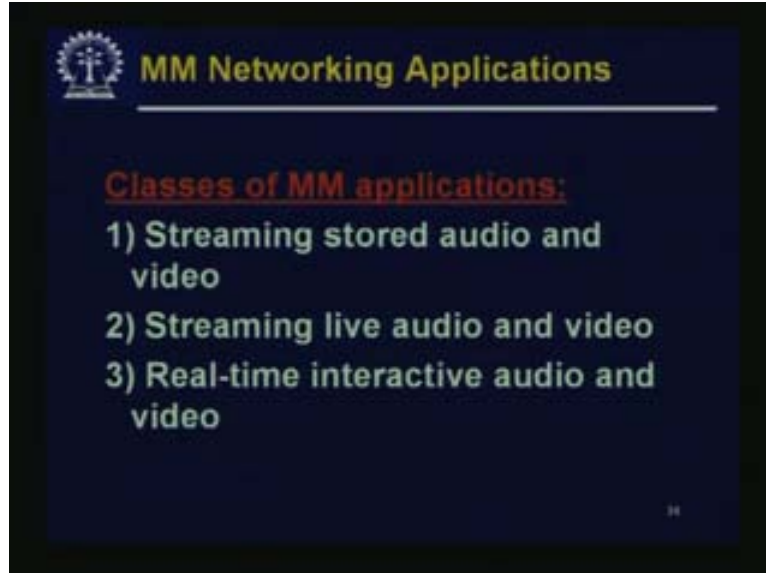 MM Networking Applications
Classes of MM applications:
1) Streaming stored audio and
video
2) Streaming live audio and video
3) Real-time interactive audio and
video